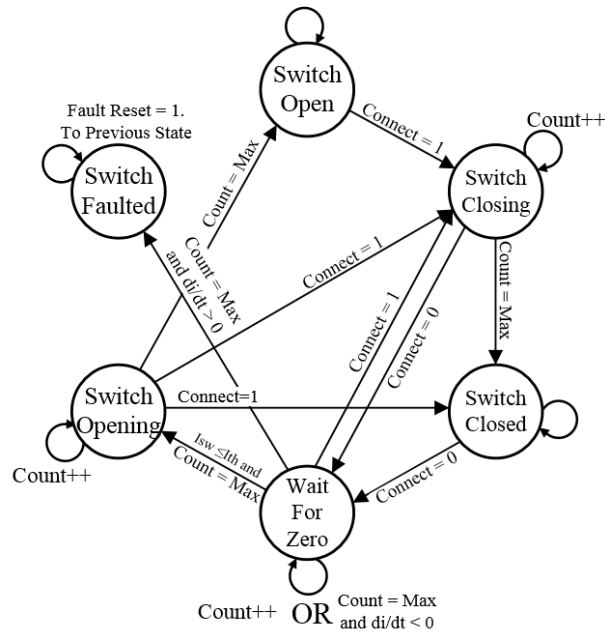 Switch
Open
Fault Reset = 1.
To Previous State
Switch
Faulted
Count = Max
Connect = 1
Count++
Switch
Closing
Count = Max
and di/dt > 0
Connect = 1
Connect = 1
Connect = 0
Count = Max
Switch
Opening
Count++
Connect=1
Switch
Closed
Isw ≤Ith and
Count = Max
Connect = 0
Wait
For
Zero
Count++ OR Count = Max
and di/dt < 0